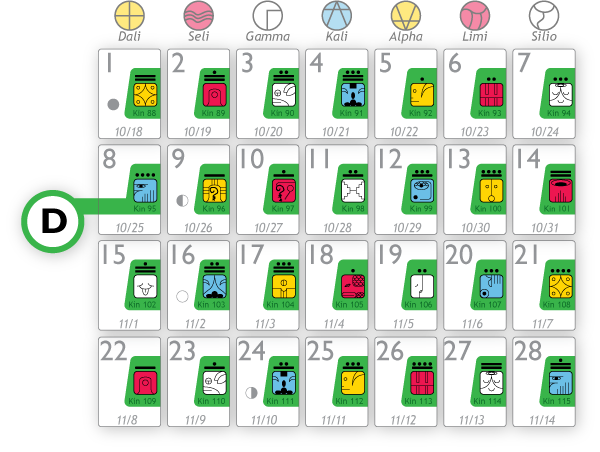 Dali Seli Gamma Kali Alpha Limi Silio
1 2 3 4 5 6 7
Kin 88 Kin 89 Kin 90 Kin 91 Kin 92 Kin 93 Kin 94
10/18 10/19 10/20 10/21 10/22 10/23 10/24
8 9 10 11 12 13 14
D
Kin 95 Kin 96 Kin 97 Kin 98 Kin 99 Kin 100 Kin 101
10/25 10/26 10/27 10/28 10/29 10/30 10/31
15 16 17 18 19 20 21
Kin 102 Kin 103 Kin 104 Kin 105 Kin 106 Kin 107 Kin 108
11/1 11/2 11/3 11/4 11/5 11/6 11/7
22 23 24 25 26 27 28
Kin 109 Kin 110 Kin 111 Kin 112 Kin 113 Kin 114 Kin 115
11/8 11/9 11/10 11/11 11/12 11/13 11/14